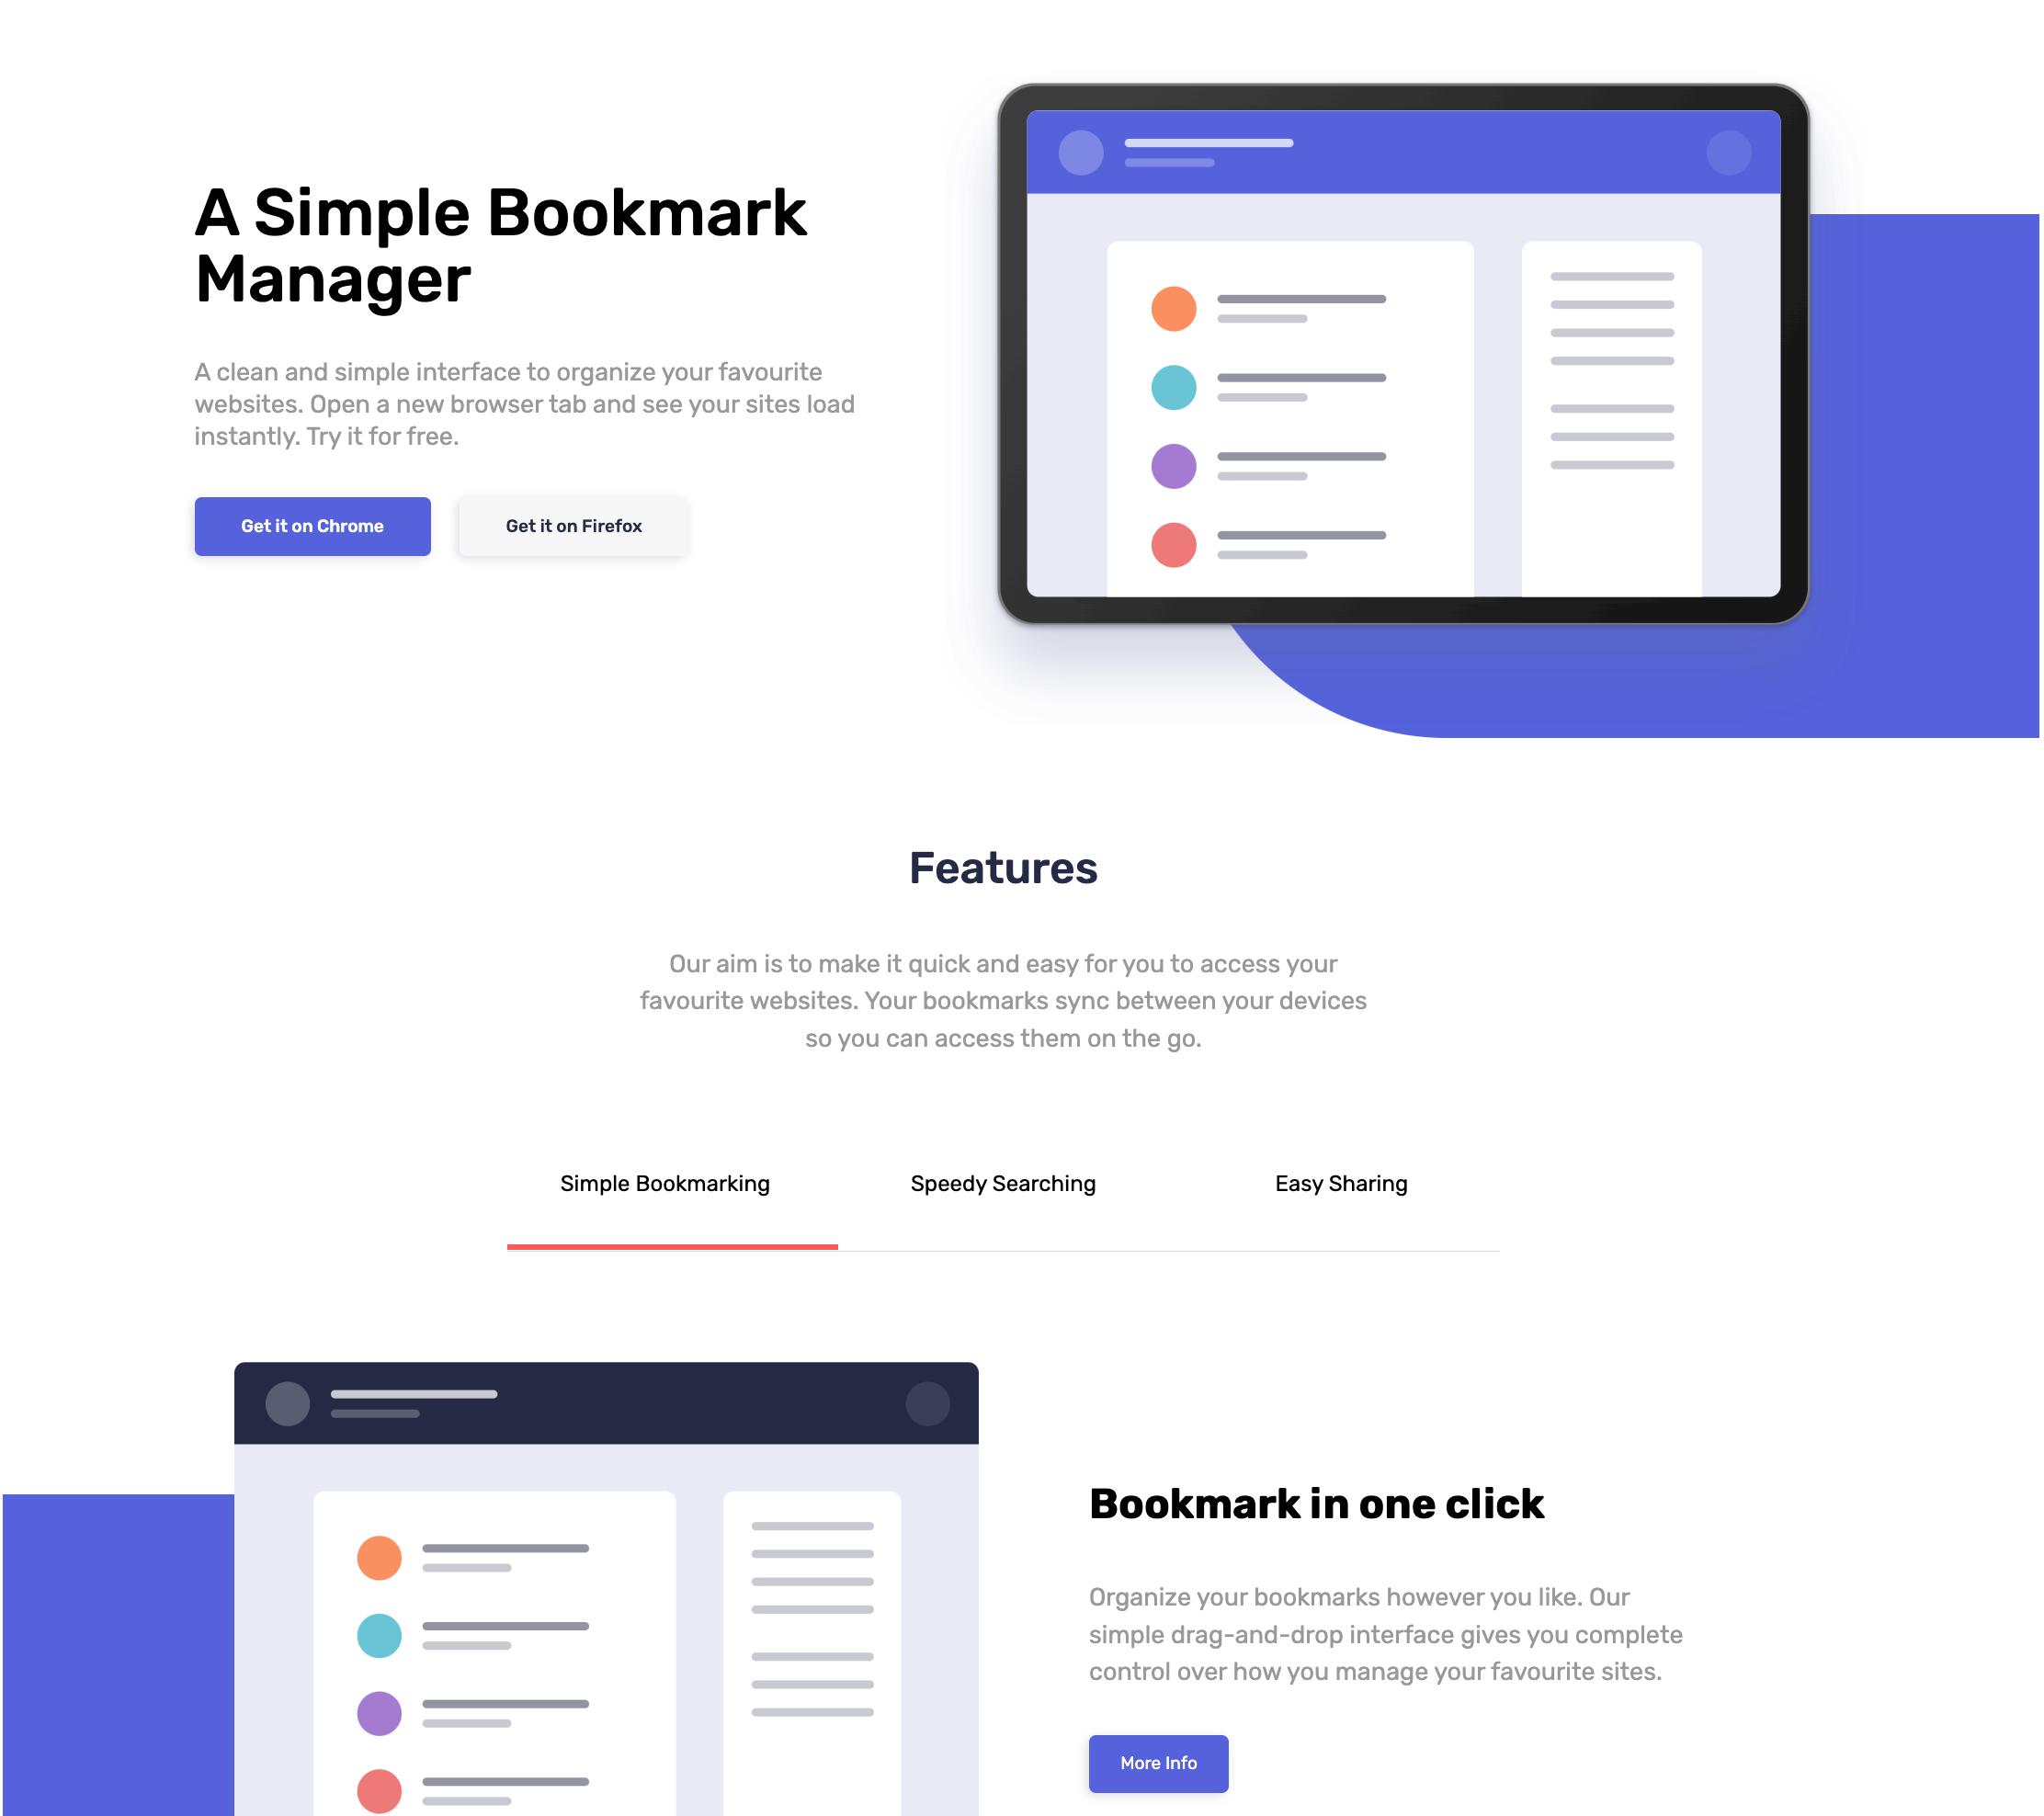 A Simple Bookmark
Manager
A clean and simple interface to organize your favourite
websites. Open a new browser tab and see your sites load
instantly. Try it for free.
Get it on Chrome
Get it on Firefox
Features
Our aim is to make it quick and easy for you to access your
favourite websites. Your bookmarks sync between your devices
so you can access them on the go.
Simple Bookmarking
Speedy Searching
Easy Sharing
Bookmark in one click
Organize your bookmarks however you like. Our
simple drag-and-drop interface gives you complete
control over how you manage your favourite sites.
More Info